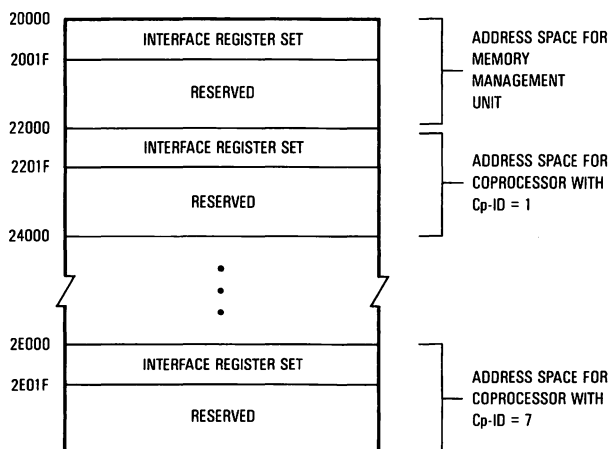 20000
INTERFACE REGISTER SET
2001F
RESERVED
ADDRESS SPACE FOR
MEMORY
MANAGEMENT
UNIT
22000
INTERFACE REGISTER SET
2201F
RESERVED
ADDRESS SPACE FOR
COPROCESSOR WITH
Cp-ID = 1
24000
2E000
INTERFACE REGISTER SET
2E01F
RESERVED
ADDRESS SPACE FOR
COPROCESSOR WITH
Cp-ID = 7